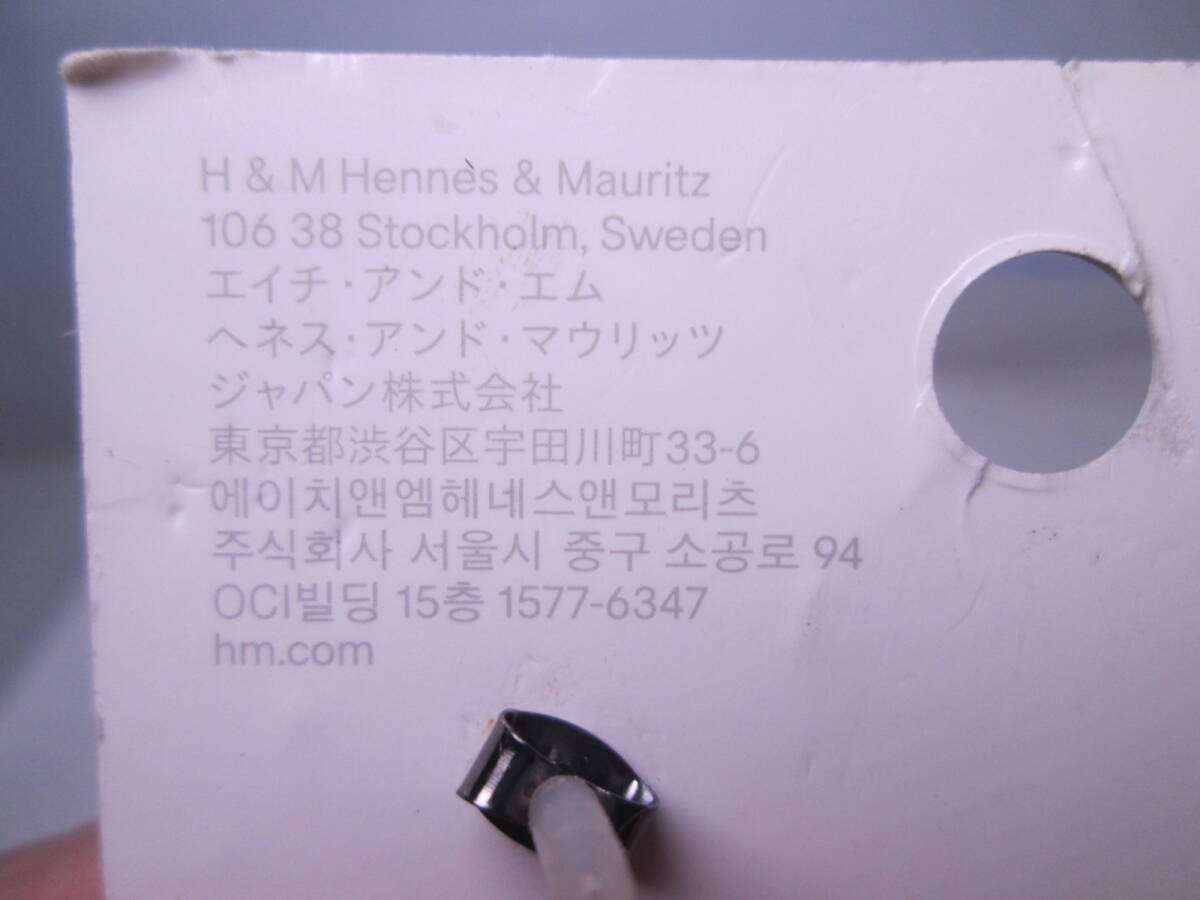 H & M Hennes & Mauritz
106 38 Stockholm, Sweden
エイチ・アンド・エム
ヘネス・アンド・マウリッツ
ジャパン株式会社
東京都渋谷区宇田川町33-6
에이치앤엠헤네스앤모리츠
주식회사 서울시 중구 소공로 94
OCI빌딩 15층 1577-6347
hm.com